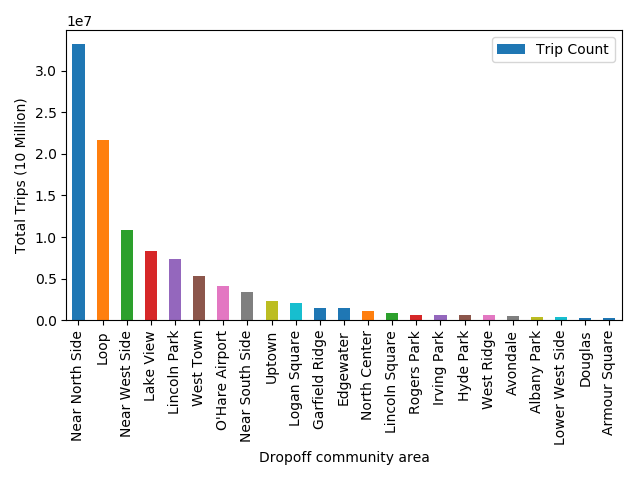 1e7
Trip Count
3.0
2.5
2.0
1.5
1.0
0.5
0.0
Total Trips (10 Million)
Near North Side
Loop
Near West Side
Lake View
Lincoln Park
West Town
O'Hare Airport
Near South Side
Uptown
Logan Square
Garfield Ridge
Edgewater
North Center
Lincoln Square
Rogers Park
Irving Park
Hyde Park
West Ridge
Avondale
Albany Park
Lower West Side
Douglas
Armour Square
Dropoff community area